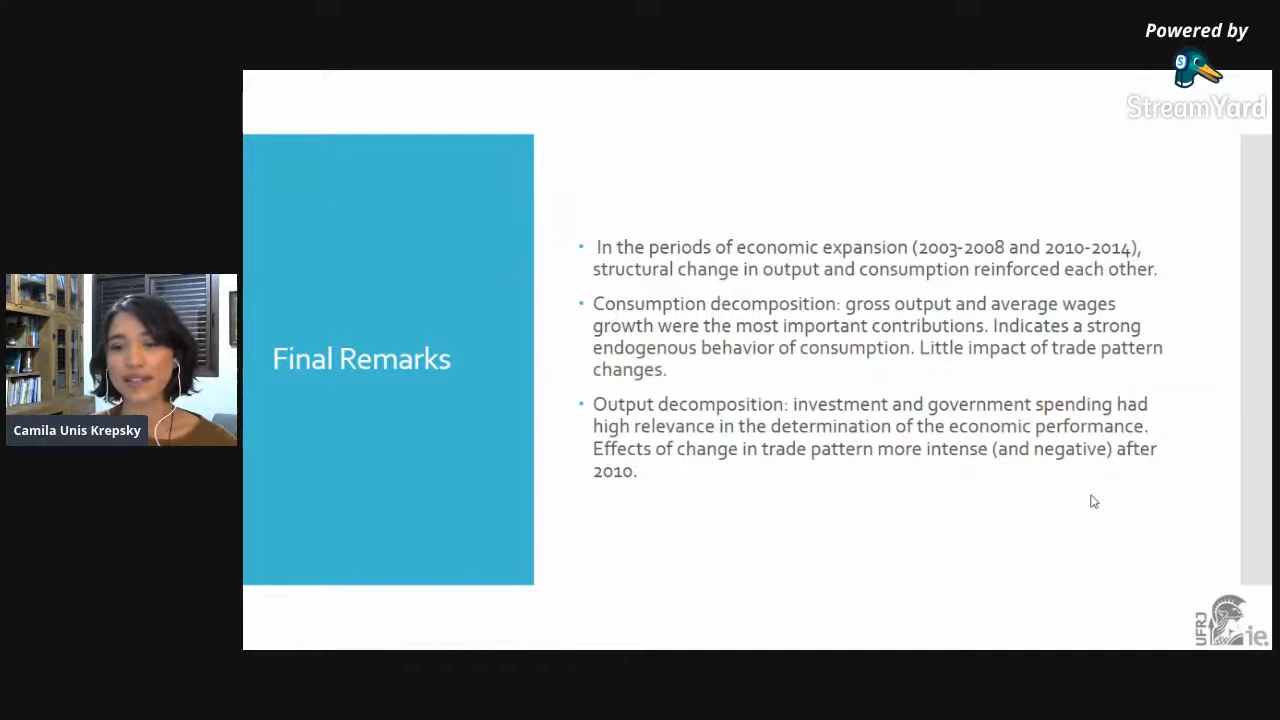 Powered by
StreamYard
In the periods of economic expansion (2003-2008 and 2010-2014),
structural change in output and consumption reinforced each other.
Consumption decomposition: gross output and average wages
growth were the most important contributions. Indicates a strong
endogenous behavior of consumption. Little impact of trade pattern
changes.
Final Remarks
Output decomposition: investment and government spending had
high relevance in the determination of the economic performance.
Effects of change in trade pattern more intense (and negative) after
2010.
Camila Unis Krepsky
UFRJ
ie.